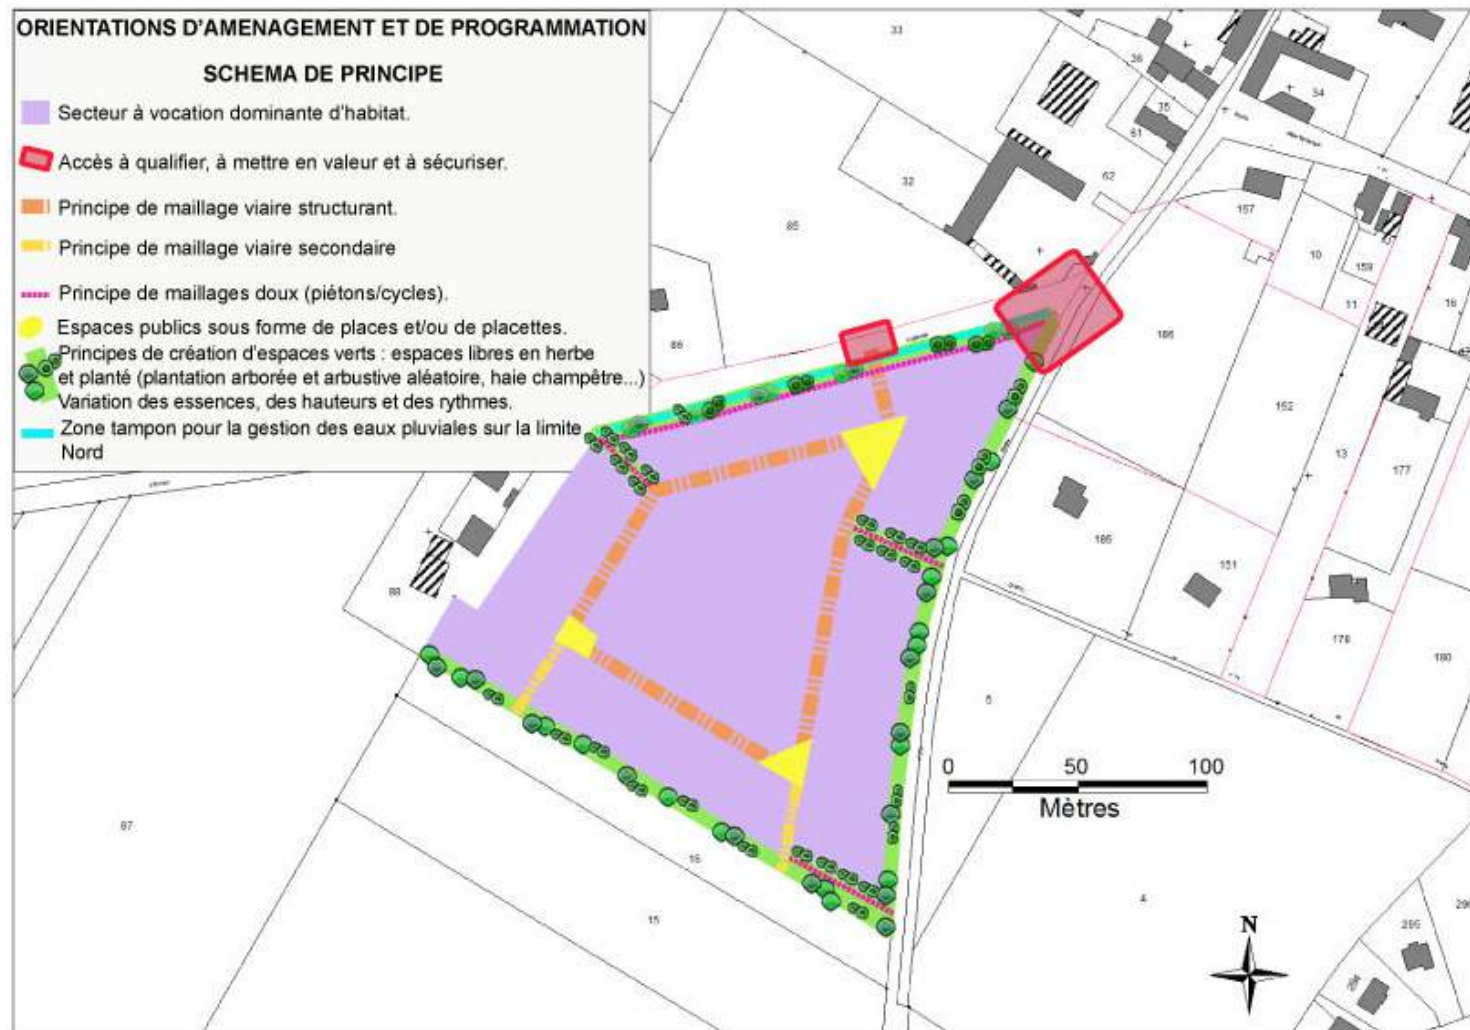 ORIENTATIONS D'AMENAGEMENT ET DE PROGRAMMATION
SCHEMA DE PRINCIPE
Secteur à vocation dominante d'habitat.
Accès à qualifier, à mettre en valeur et à sécuriser.
Principe de maillage viaire structurant.
Principe de maillage viaire secondaire
Principe de maillages doux (piétons/cycles).
Espaces publics sous forme de places et/ou de placettes.
Principes de création d'espaces verts : espaces libres en herbe
et planté (plantation arborée et arbustive aléatoire, haie champêtre...)
Variation des essences, des hauteurs et des rythmes.
Zone tampon pour la gestion des eaux pluviales sur la limite
Nord
33
36
34
35
61
62
32
85
157
7
10
159
11
16
186
86
152
13
177
185
151
88
178
180
5
0 50 100
Mètres
87
16
15
4
N
295
294